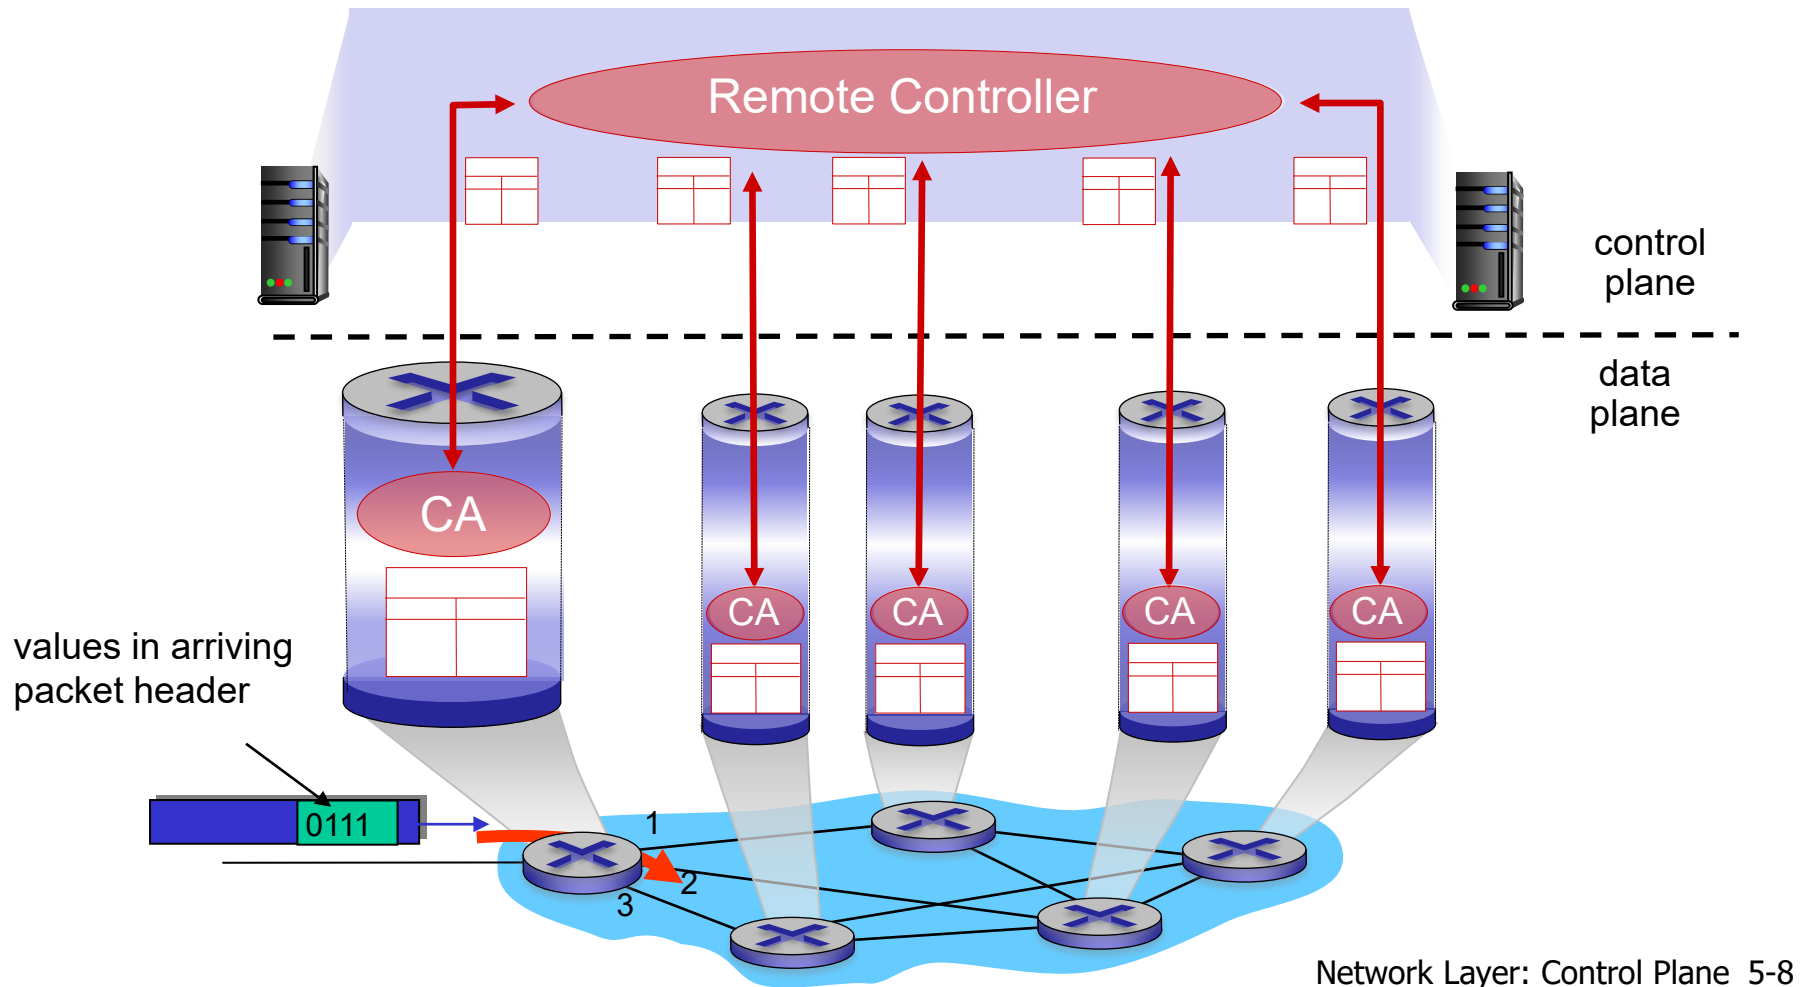 Remote Controller
control
plane
data
plane
CA
CA
CA
CA
CA
values in arriving
packet header
0111
1
2
3
Network Layer: Control Plane 5-8